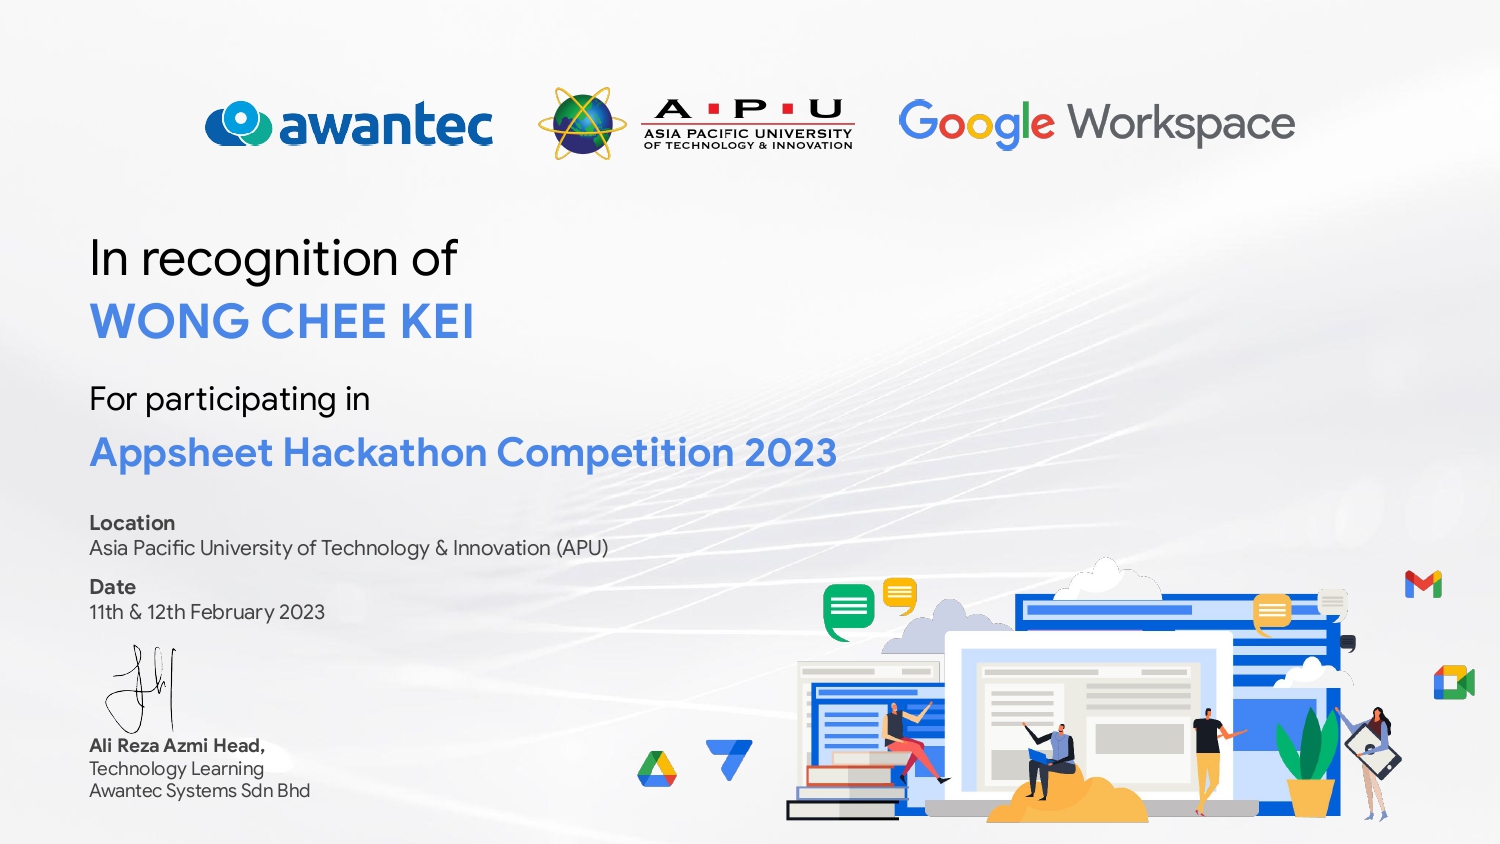 awantec
A·P·U
ASIA PACIFIC UNIVERSITY
OF TECHNOLOGY & INNOVATION
Google Workspace
In recognition of
WONG CHEE KEI
For participating in
Appsheet Hackathon Competition 2023
Location
Asia Pacific University of Technology & Innovation (APU)
Date
11th & 12th February 2023
Ali Reza Azmi Head,
Technology Learning
Awantec Systems Sdn Bhd